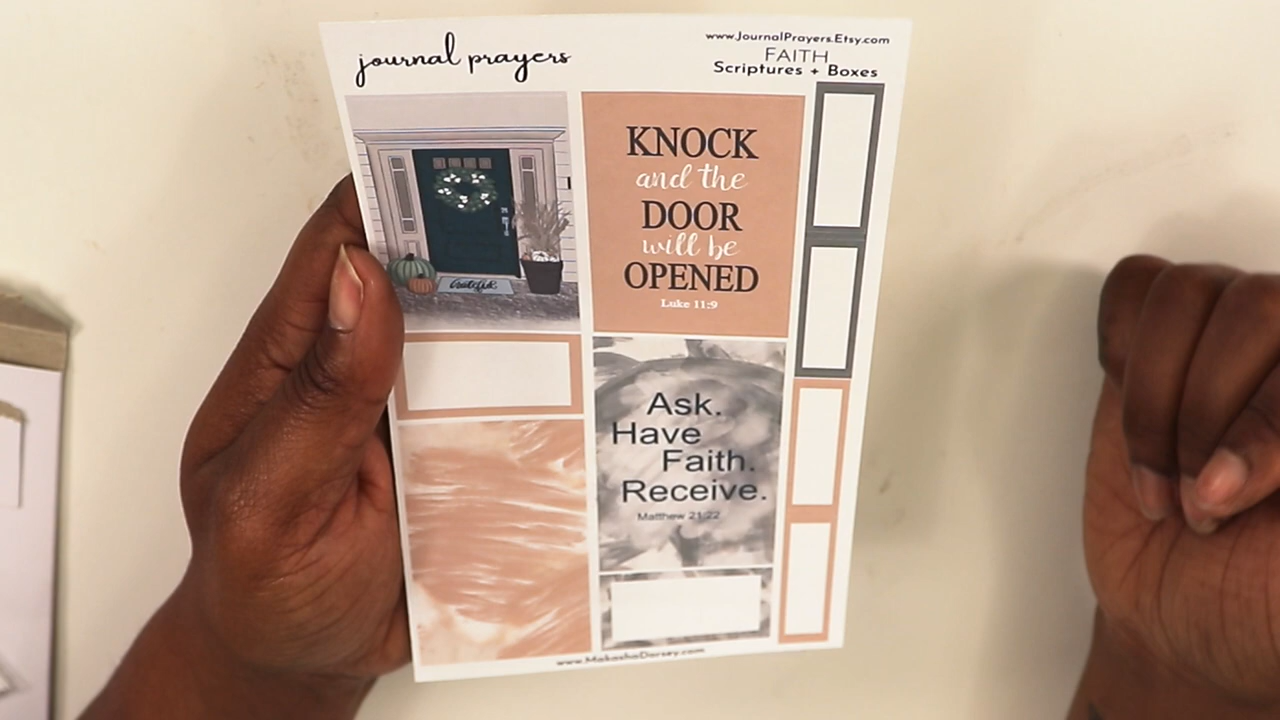 journal prayers
www.JournalPrayers.Etsy.com
FAITH
Scriptures + Boxes
grateful
KNOCK
and the
DOOR
will be
OPENED
Luke 11:9
Ask.
Have
Faith.
Receive.
Matthew 21:22
www.MakashaDorsey.com